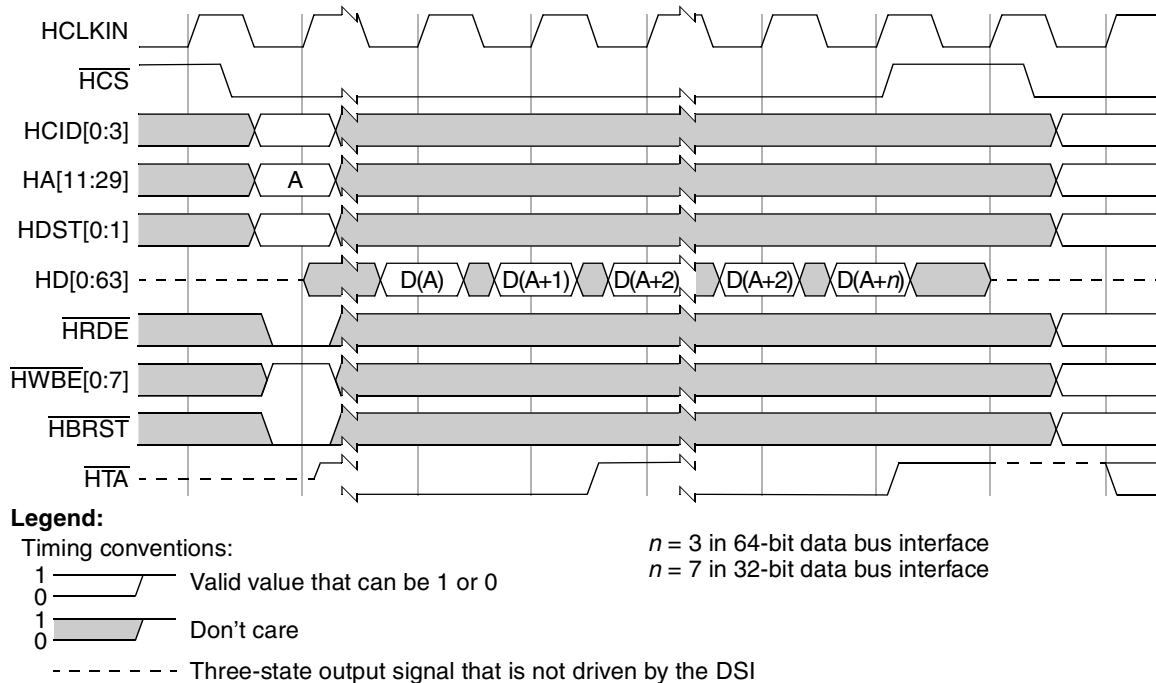 HCLKIN
HCS
HCID[0:3]
HA[11:29]
A
HDST[0:1]
HD[0:63]
D(A)
D(A+1)
D(A+2)
D(A+2)
D(A+n)
HRDE
HWBE[0:7]
HBRST
HTA
Legend:
Timing conventions:
n = 3 in 64-bit data bus interface
n = 7 in 32-bit data bus interface
1
0
Valid value that can be 1 or 0
1
0
Don't care
Three-state output signal that is not driven by the DSI